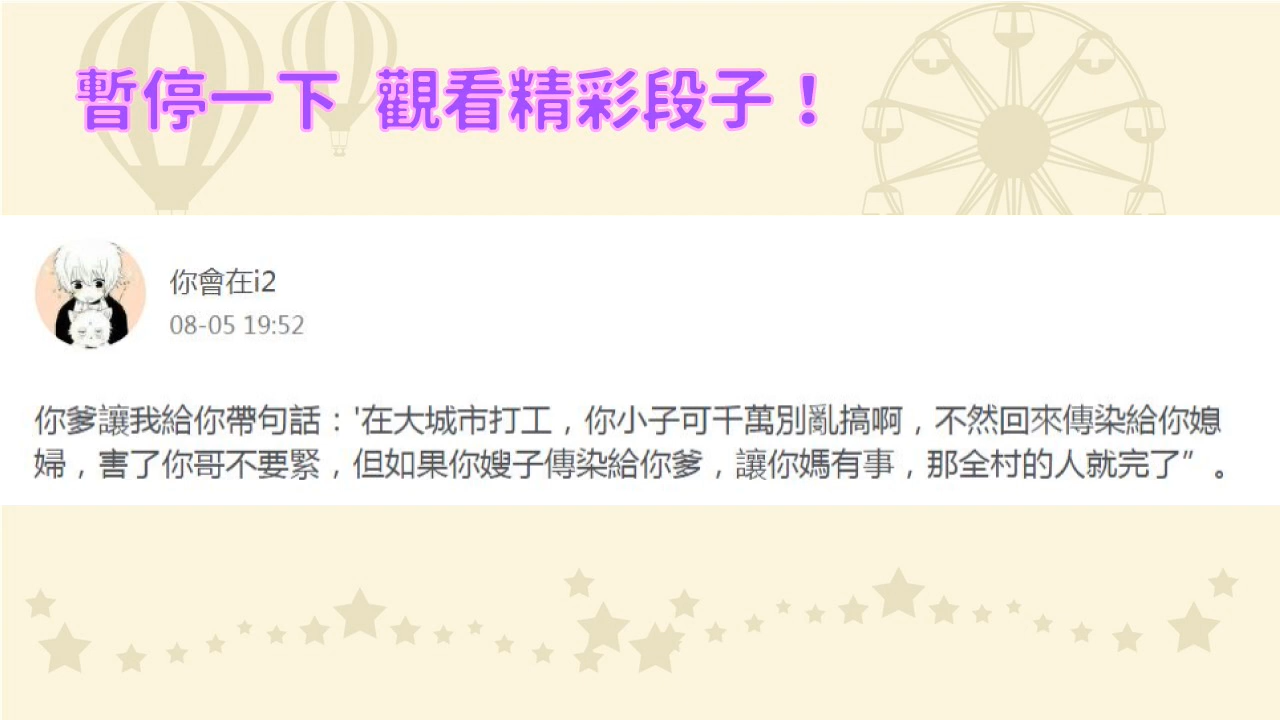 暫停一下 觀看精彩段子！
你會在i2
08-05 19:52
你爹讓我給你帶句話：'在大城市打工，你小子可千萬別亂搞啊，不然回來傳染給你媳
婦，害了你哥不要緊，但如果你嫂子傳染給你爹，讓你媽有事，那全村的人就完了”。